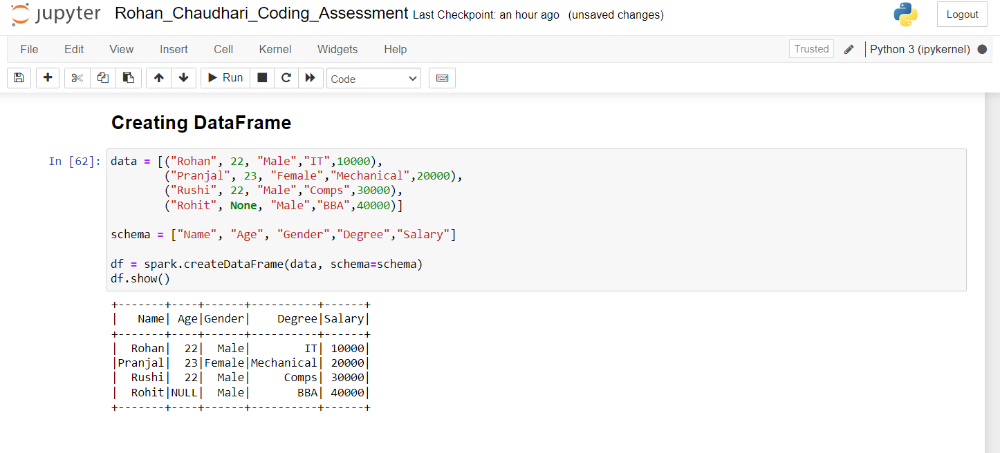 jupyter Rohan_Chaudhari_Coding_Assessment Last Checkpoint: an hour ago (unsaved changes) Logout
File Edit View Insert Cell Kernel Widgets Help Trusted Python 3 (ipykernel)
Run Code
Creating DataFrame
In [62]: data = [("Rohan", 22, "Male","IT",10000),
("Pranjal", 23, "Female","Mechanical",20000),
("Rushi", 22, "Male","Comps",30000),
("Rohit", None, "Male","BBA",40000)]
schema = ["Name", "Age", "Gender","Degree","Salary"]
df = spark.createDataFrame(data, schema=schema)
df.show()
+-------+----+------+----------+------+
|   Name| Age|Gender|    Degree|Salary|
+-------+----+------+----------+------+
|  Rohan|  22|  Male|        IT| 10000|
|Pranjal|  23|Female|Mechanical| 20000|
|  Rushi|  22|  Male|     Comps| 30000|
|  Rohit|NULL|  Male|       BBA| 40000|
+-------+----+------+----------+------+